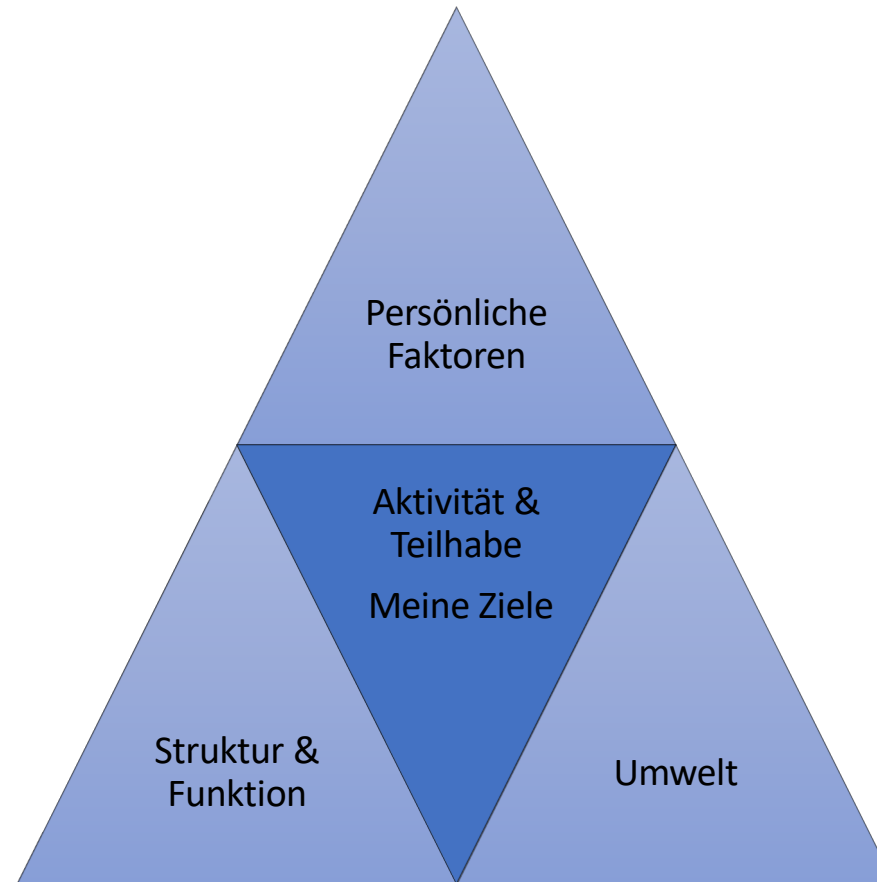 Persönliche
Faktoren
Aktivität &
Teilhabe
Meine Ziele
Struktur &
Funktion
Umwelt